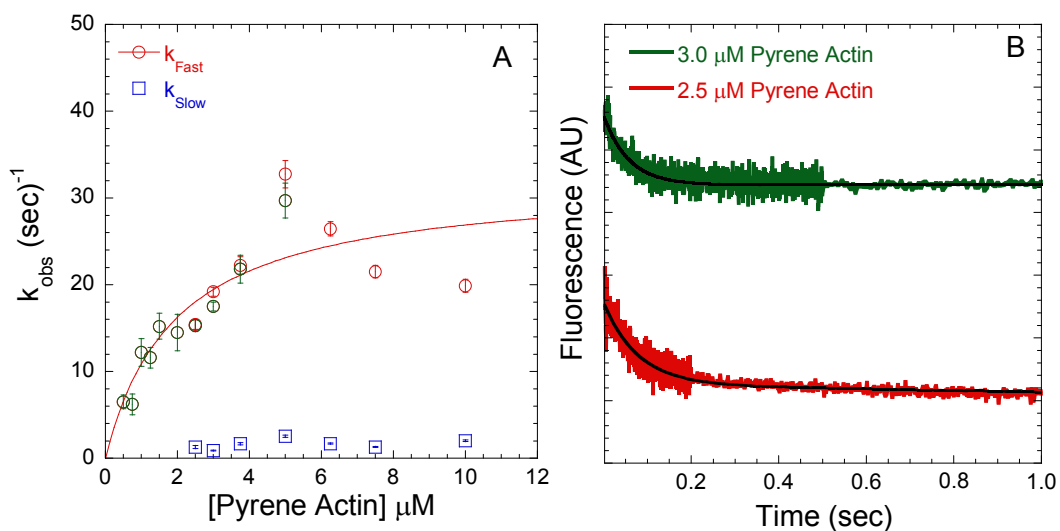 50
40
30
20
10
0
k_obs (sec)^-1
A
k_Fast
k_Slow
0 2 4 6 8 10 12
[Pyrene Actin] μM
B
3.0 μM Pyrene Actin
2.5 μM Pyrene Actin
Fluorescence (AU)
0.2 0.4 0.6 0.8 1.0
Time (sec)